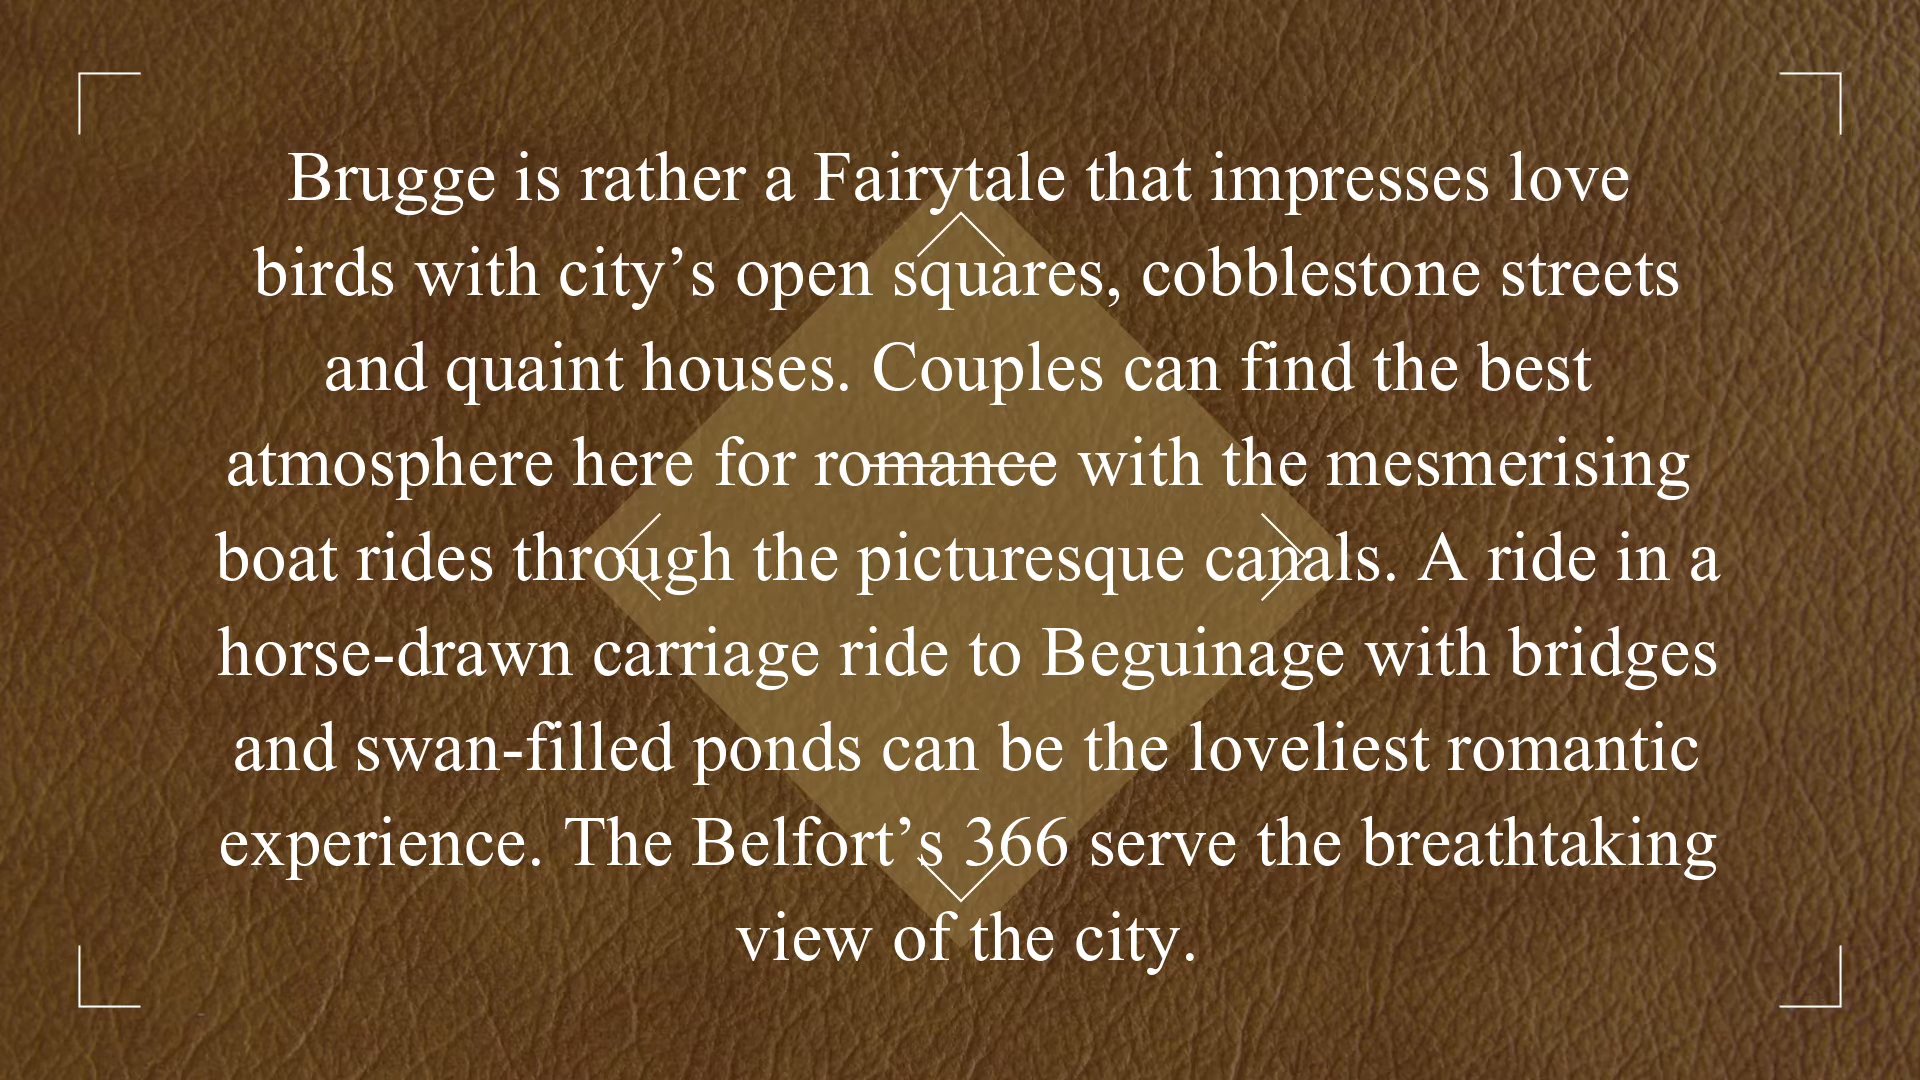 Brugge is rather a Fairytale that impresses love
birds with city’s open squares, cobblestone streets
and quaint houses. Couples can find the best
atmosphere here for romance with the mesmerising
boat rides through the picturesque canals. A ride in a
horse-drawn carriage ride to Beguinage with bridges
and swan-filled ponds can be the loveliest romantic
experience. The Belfort’s 366 serve the breathtaking
view of the city.